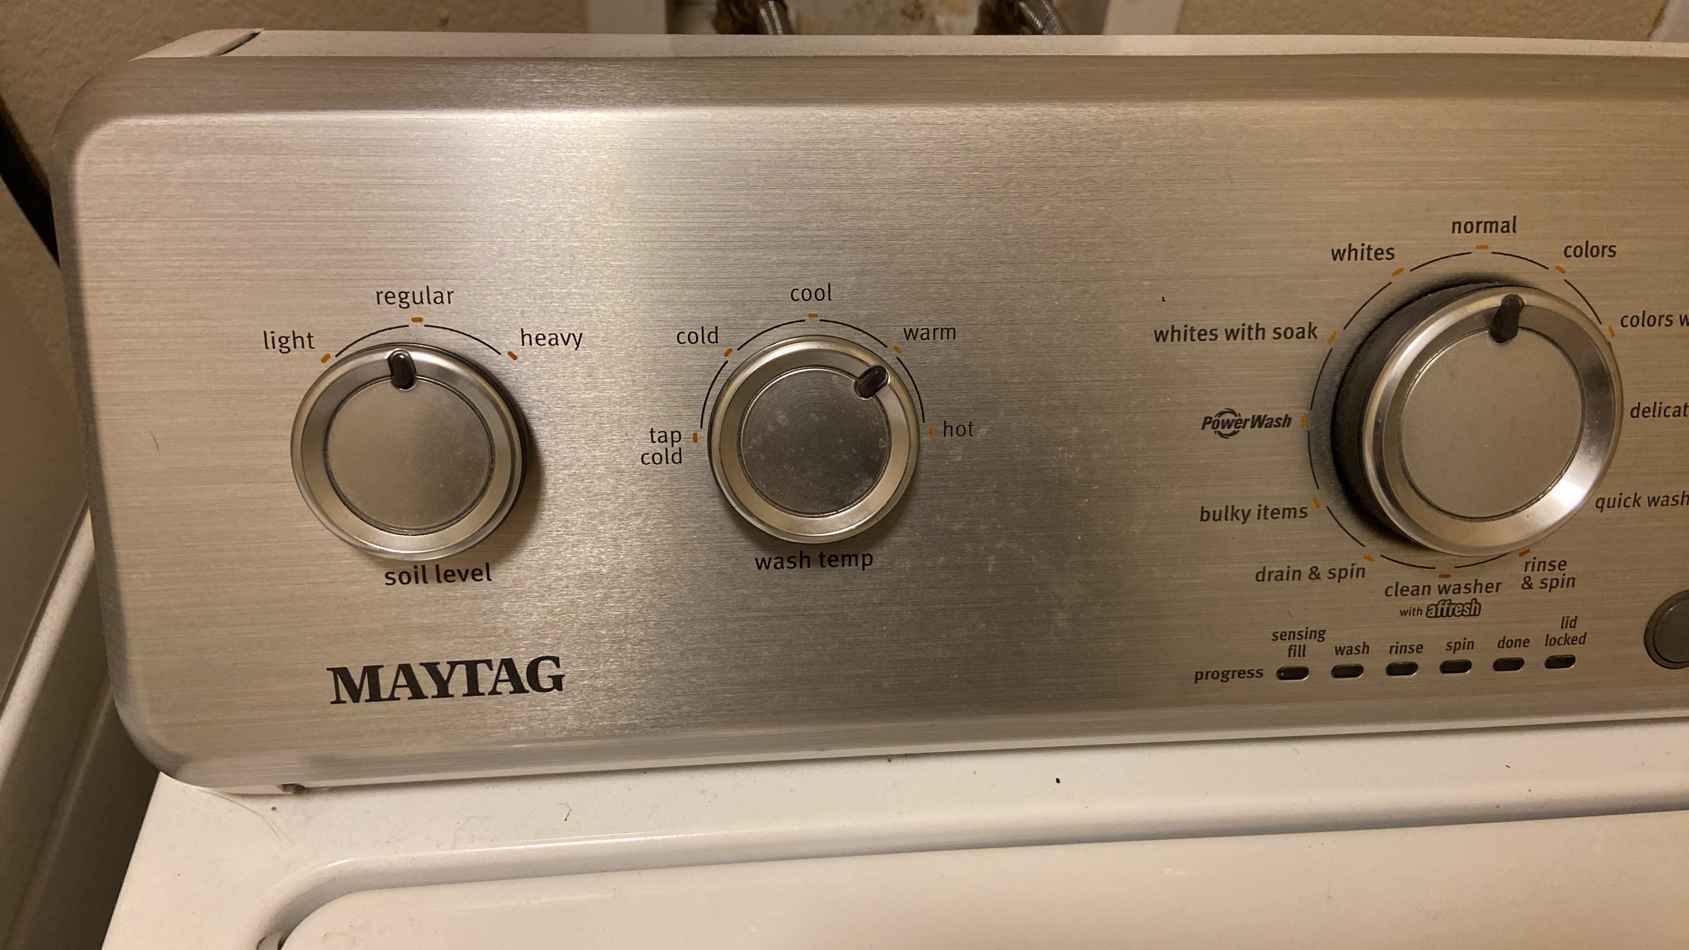 light
regular
heavy
soil level
tap
cold
cold
cool
warm
hot
wash temp
whites
normal
colors
whites with soak
colors
PowerWash
bulky items
quick wash
drain & spin
clean washer
with affresh
rinse
& spin
progress
sensing
fill
wash
rinse
spin
done
lid
locked
MAYTAG